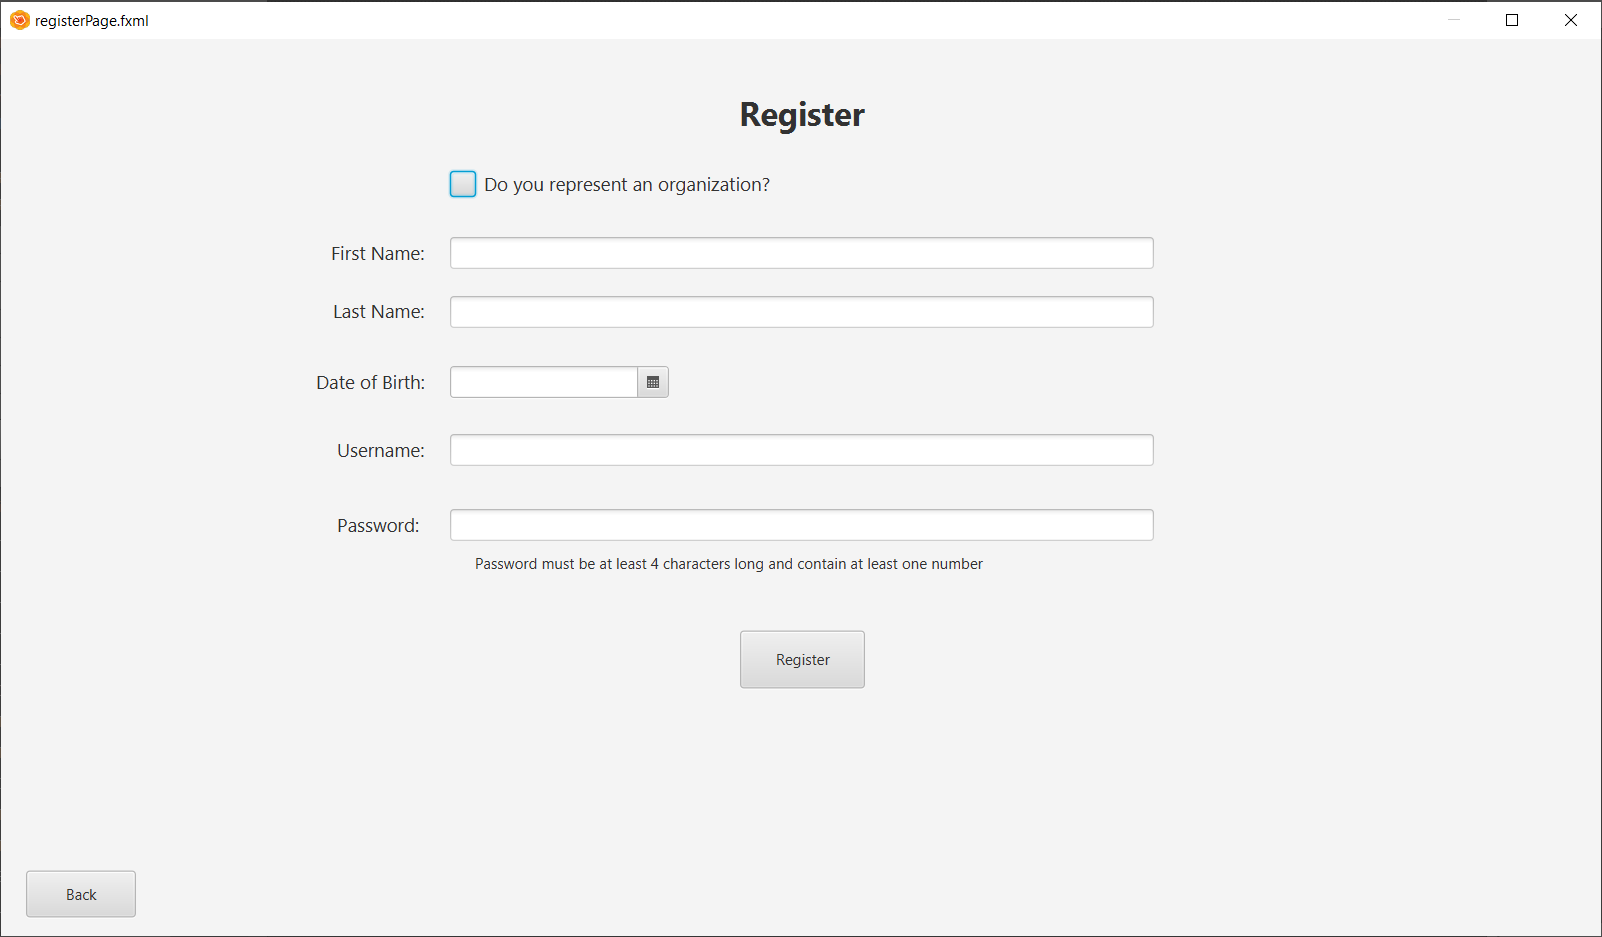 registerPage.fxml
Register
Do you represent an organization?
First Name:
Last Name:
Date of Birth:
Username:
Password:
Password must be at least 4 characters long and contain at least one number
Register
Back